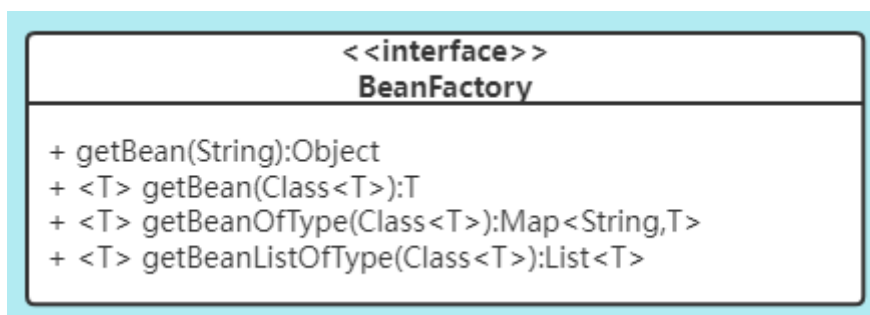 <<interface>>
BeanFactory
+ getBean(String):Object
+ <T> getBean(Class<T>):T
+ <T> getBeanOfType(Class<T>):Map<String,T>
+ <T> getBeanListOfType(Class<T>):List<T>